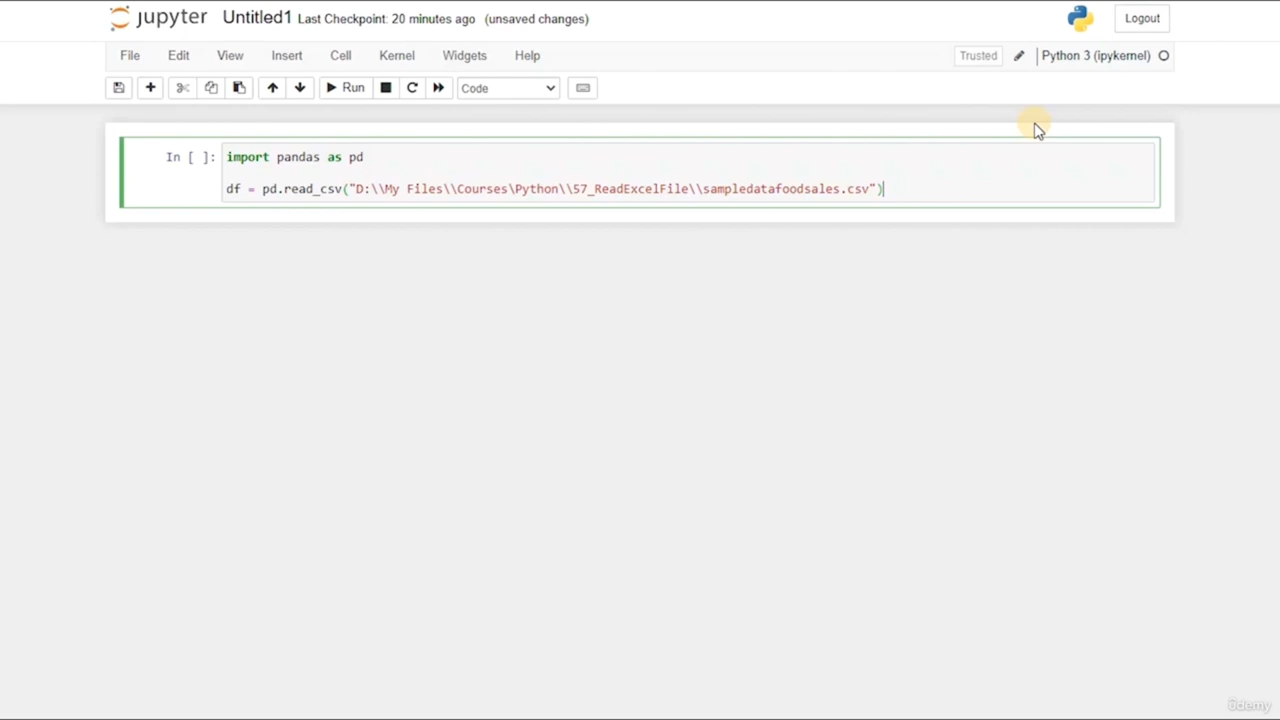 jupyter Untitled1 Last Checkpoint: 20 minutes ago (unsaved changes) Logout
File Edit View Insert Cell Kernel Widgets Help Trusted Python 3 (ipykernel)
Run Code
In [ ]: import pandas as pd
df = pd.read_csv("D:\\My Files\\Courses\Python\\57_ReadExcelFile\\sampledatafoodsales.csv")
ûdemy